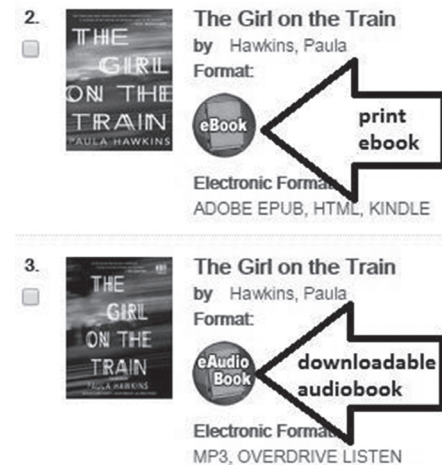 2.
THE
GIRL
ON THE
TRAIN
PAULA HAWKINS
The Girl on the Train
by Hawkins, Paula
Format:
eBook
print
ebook
Electronic Forma
ADOBE EPUB, HTML, KINDLE
3.
THE
GIRL
ON THE
TRAIN
PAULA HAWKINS
The Girl on the Train
by Hawkins, Paula
Format:
eAudio
Book
downloadable
audiobook
Electronic Forma
MP3, OVERDRIVE LISTEN